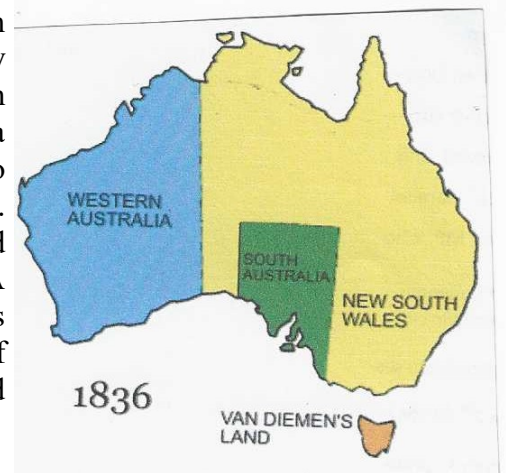 WESTERN
AUSTRALIA
SOUTH
AUSTRALIA
NEW SOUTH
WALES
1836
VAN DIEMEN'S
LAND